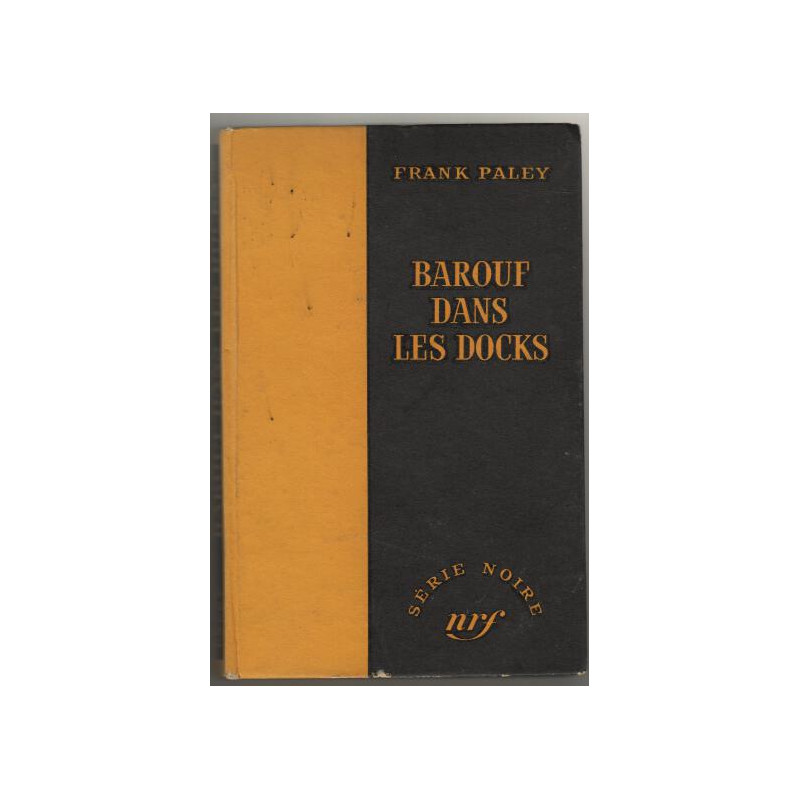 FRANK PALEY
BAROUF
DANS
LES DOCKS
SÉRIE NOIRE
nrf